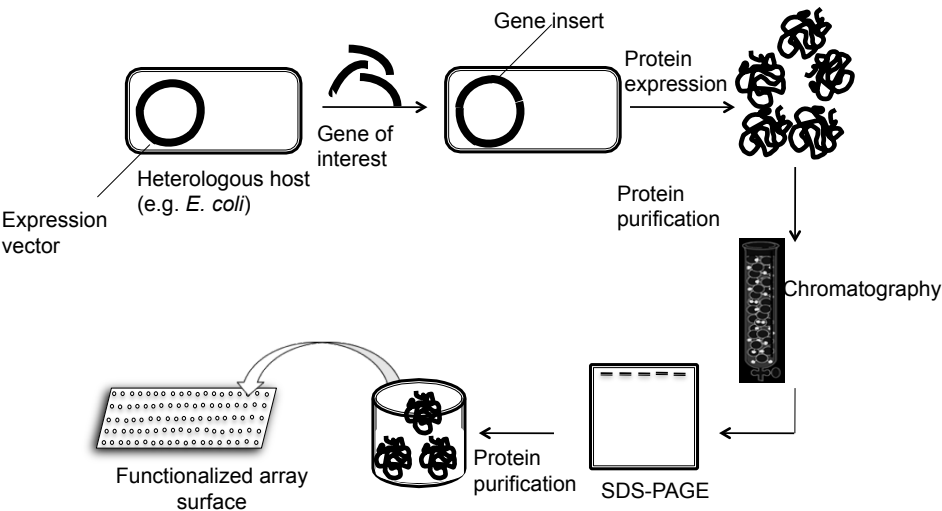 Gene insert
Protein
expression
Gene of
interest
Heterologous host
(e.g. E. coli)
Expression
vector
Protein
purification
Chromatography
Functionalized array
surface
Protein
purification
SDS-PAGE